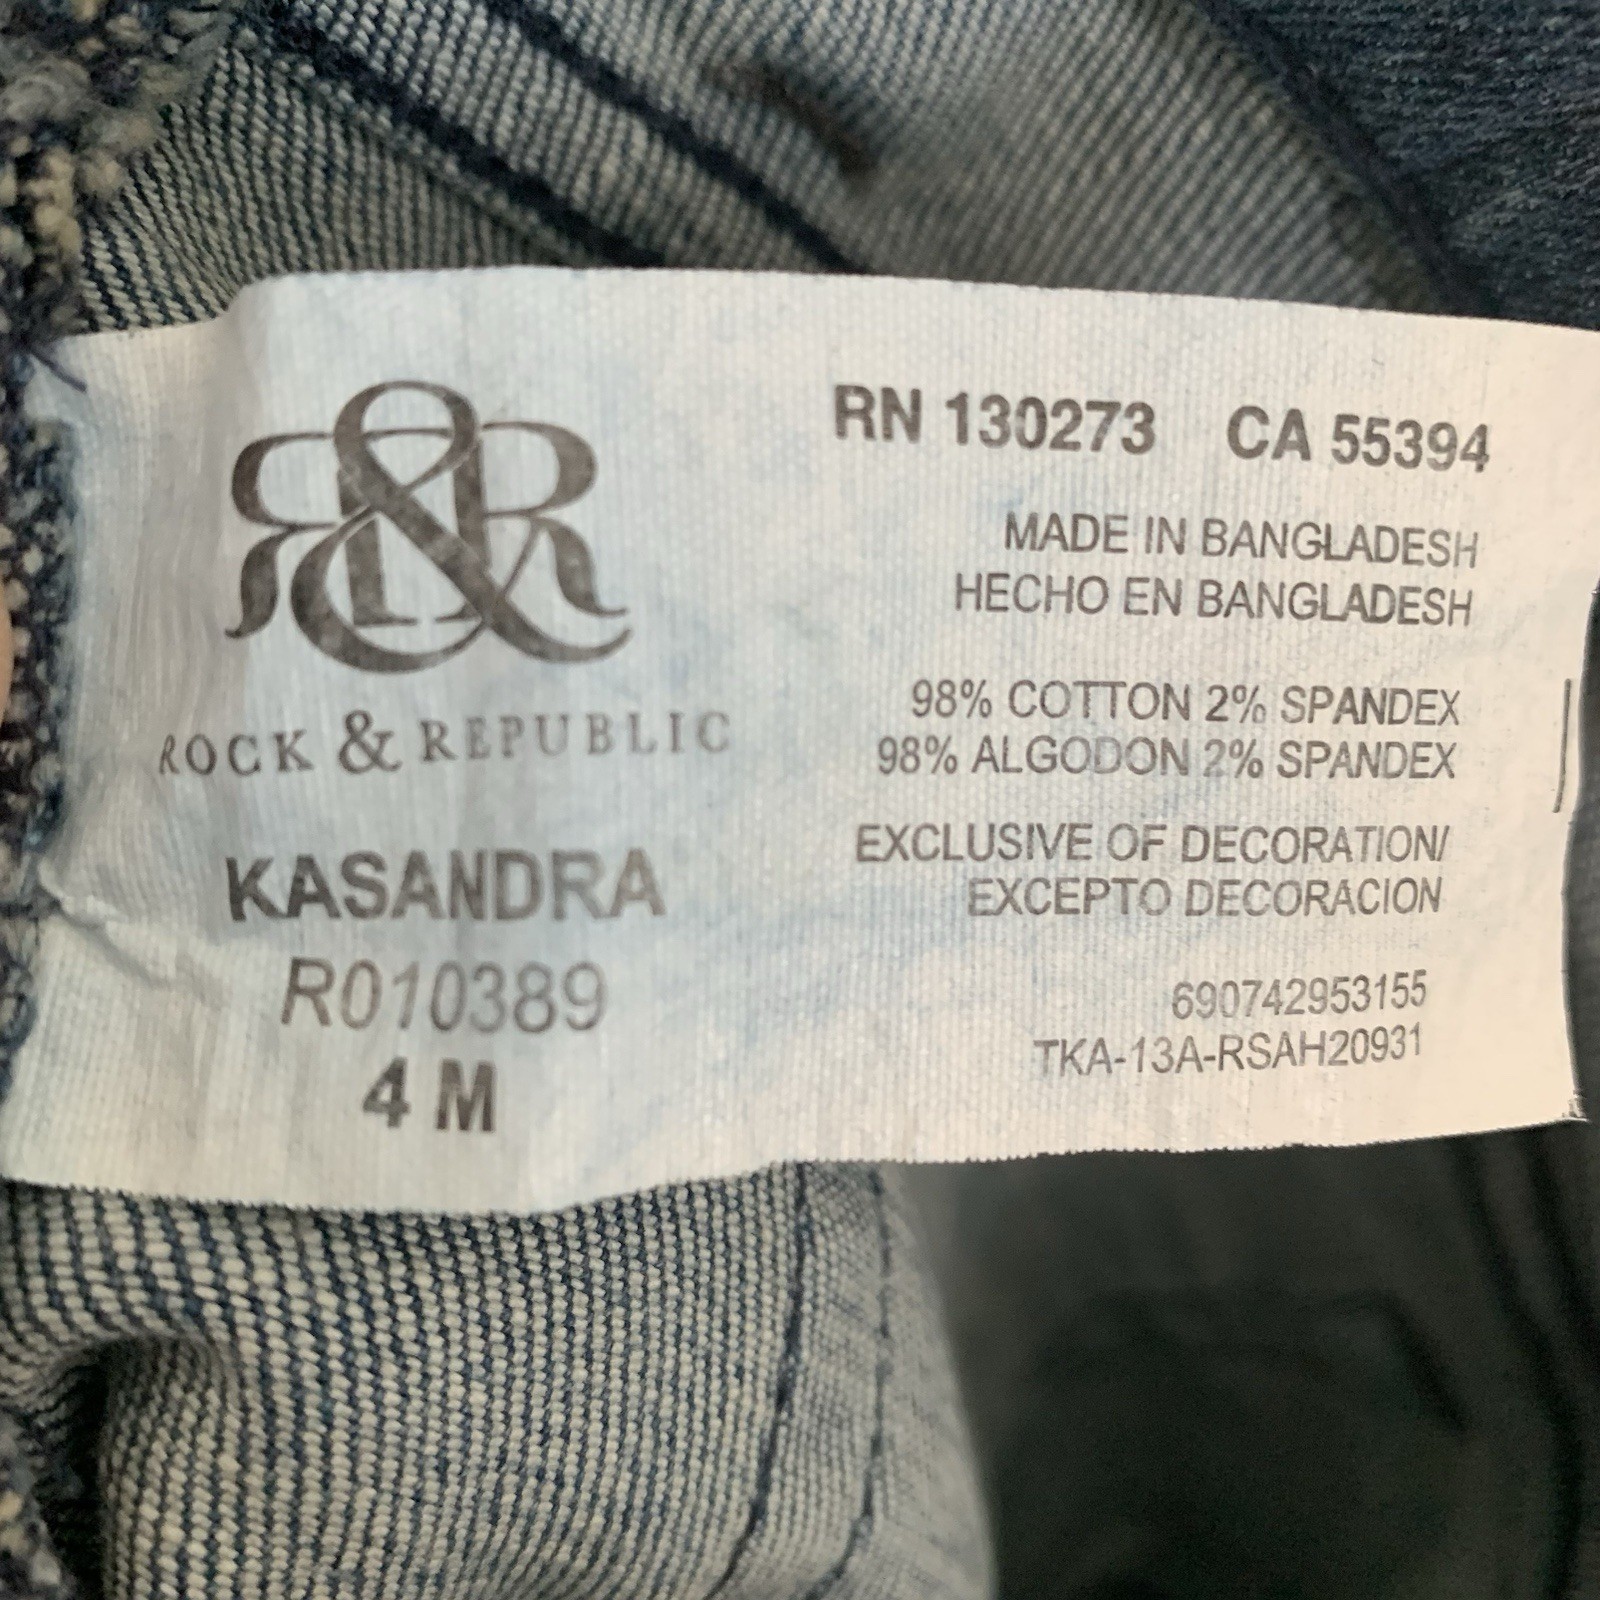 R&R
ROCK & REPUBLIC
KASANDRA
R010389
4 M
RN 130273 CA 55394
MADE IN BANGLADESH
HECHO EN BANGLADESH
98% COTTON 2% SPANDEX
98% ALGODON 2% SPANDEX
EXCLUSIVE OF DECORATION/
EXCEPTO DECORACION
690742953155
TKA-13A-RSAH20931